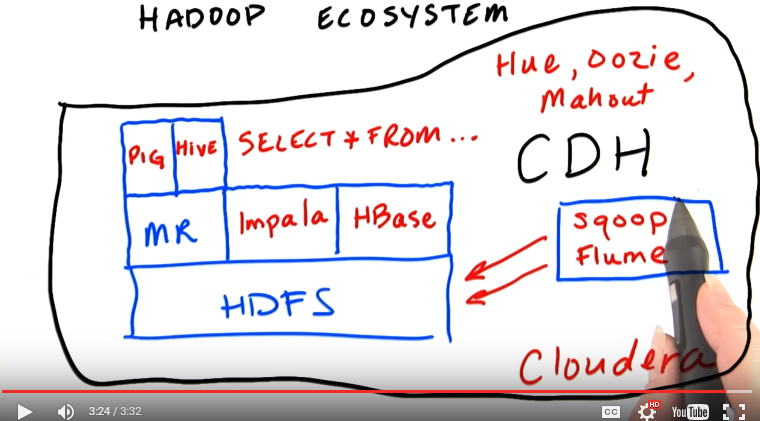 HADOOP ECOSYSTEM
Hue, Oozie,
Mahout
PIG HIVE SELECT * FROM ...
CDH
MR Impala HBase
Sqoop
Flume
HDFS
Cloudera
3:24 / 3:32
CC HD YouTube